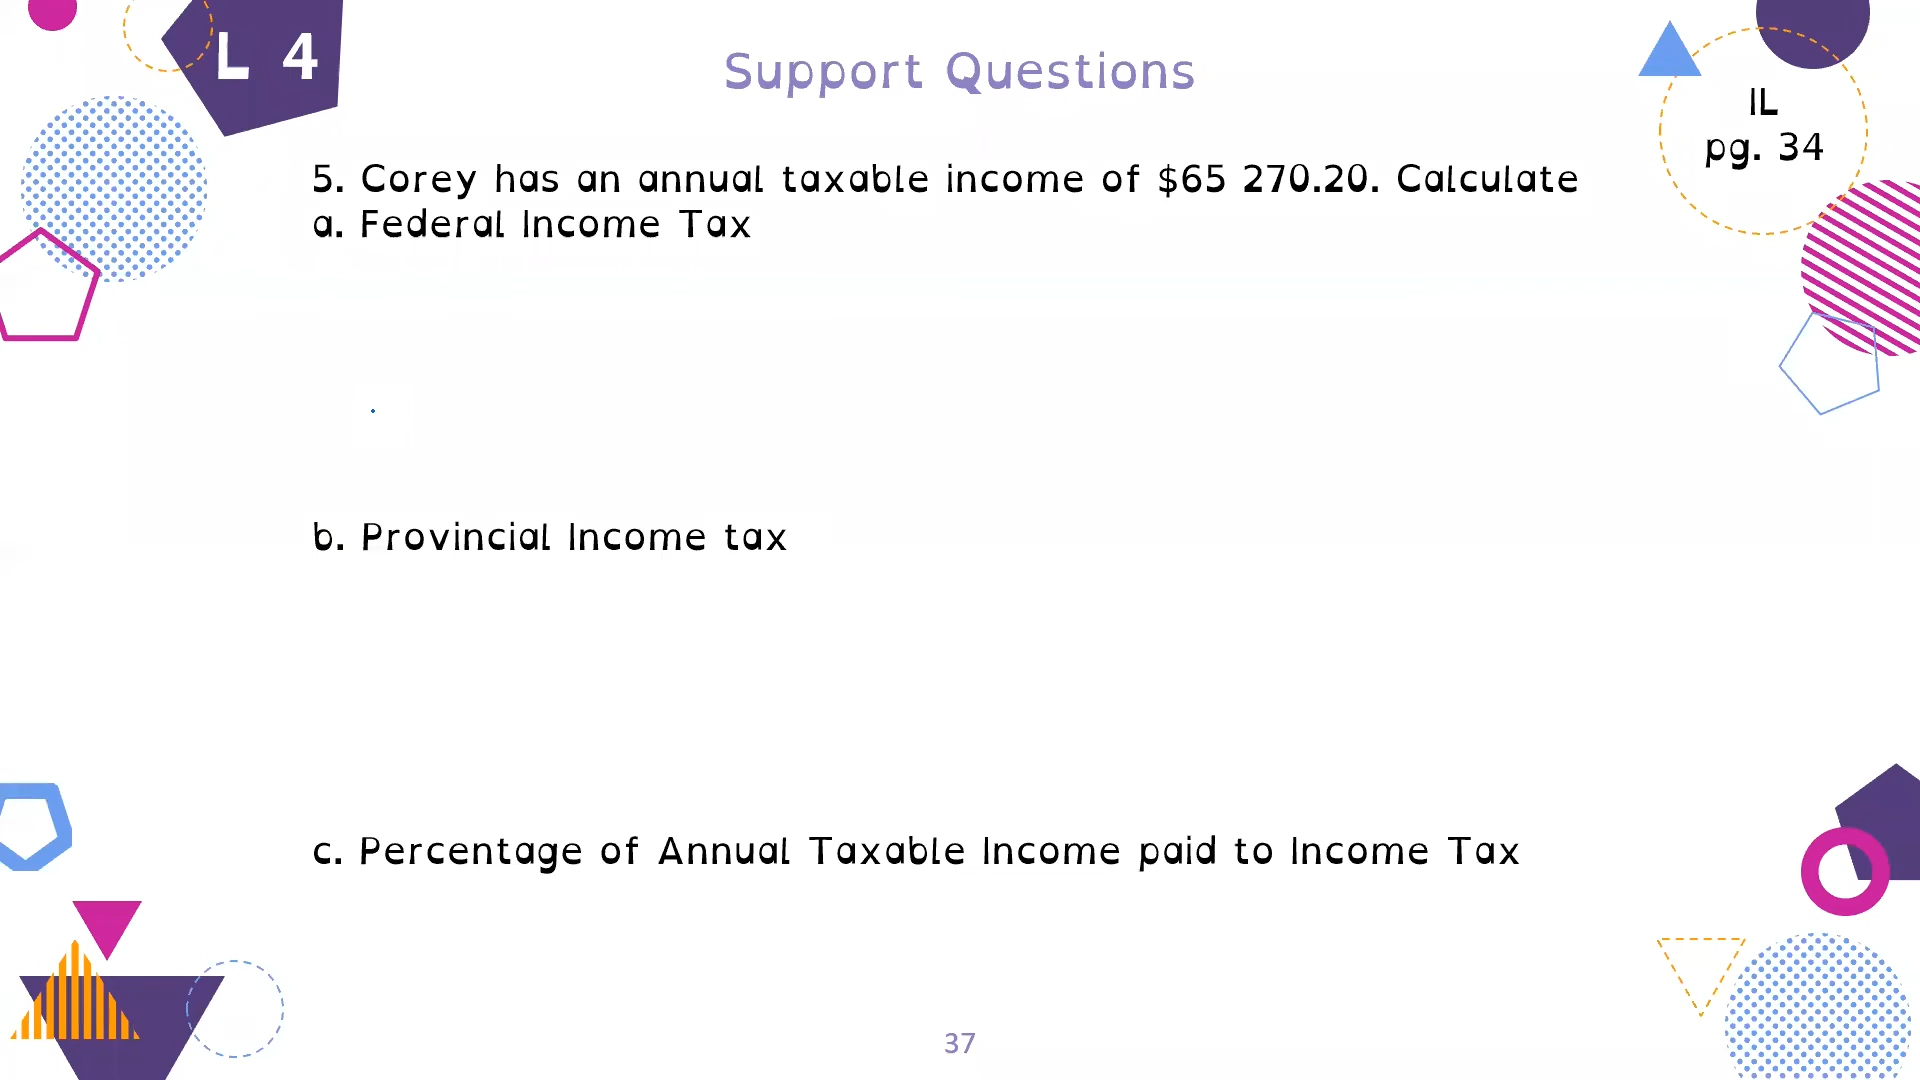 L 4
Support Questions
IL
pg. 34
5. Corey has an annual taxable income of $65 270.20. Calculate
a. Federal Income Tax
b. Provincial Income tax
c. Percentage of Annual Taxable Income paid to Income Tax
37